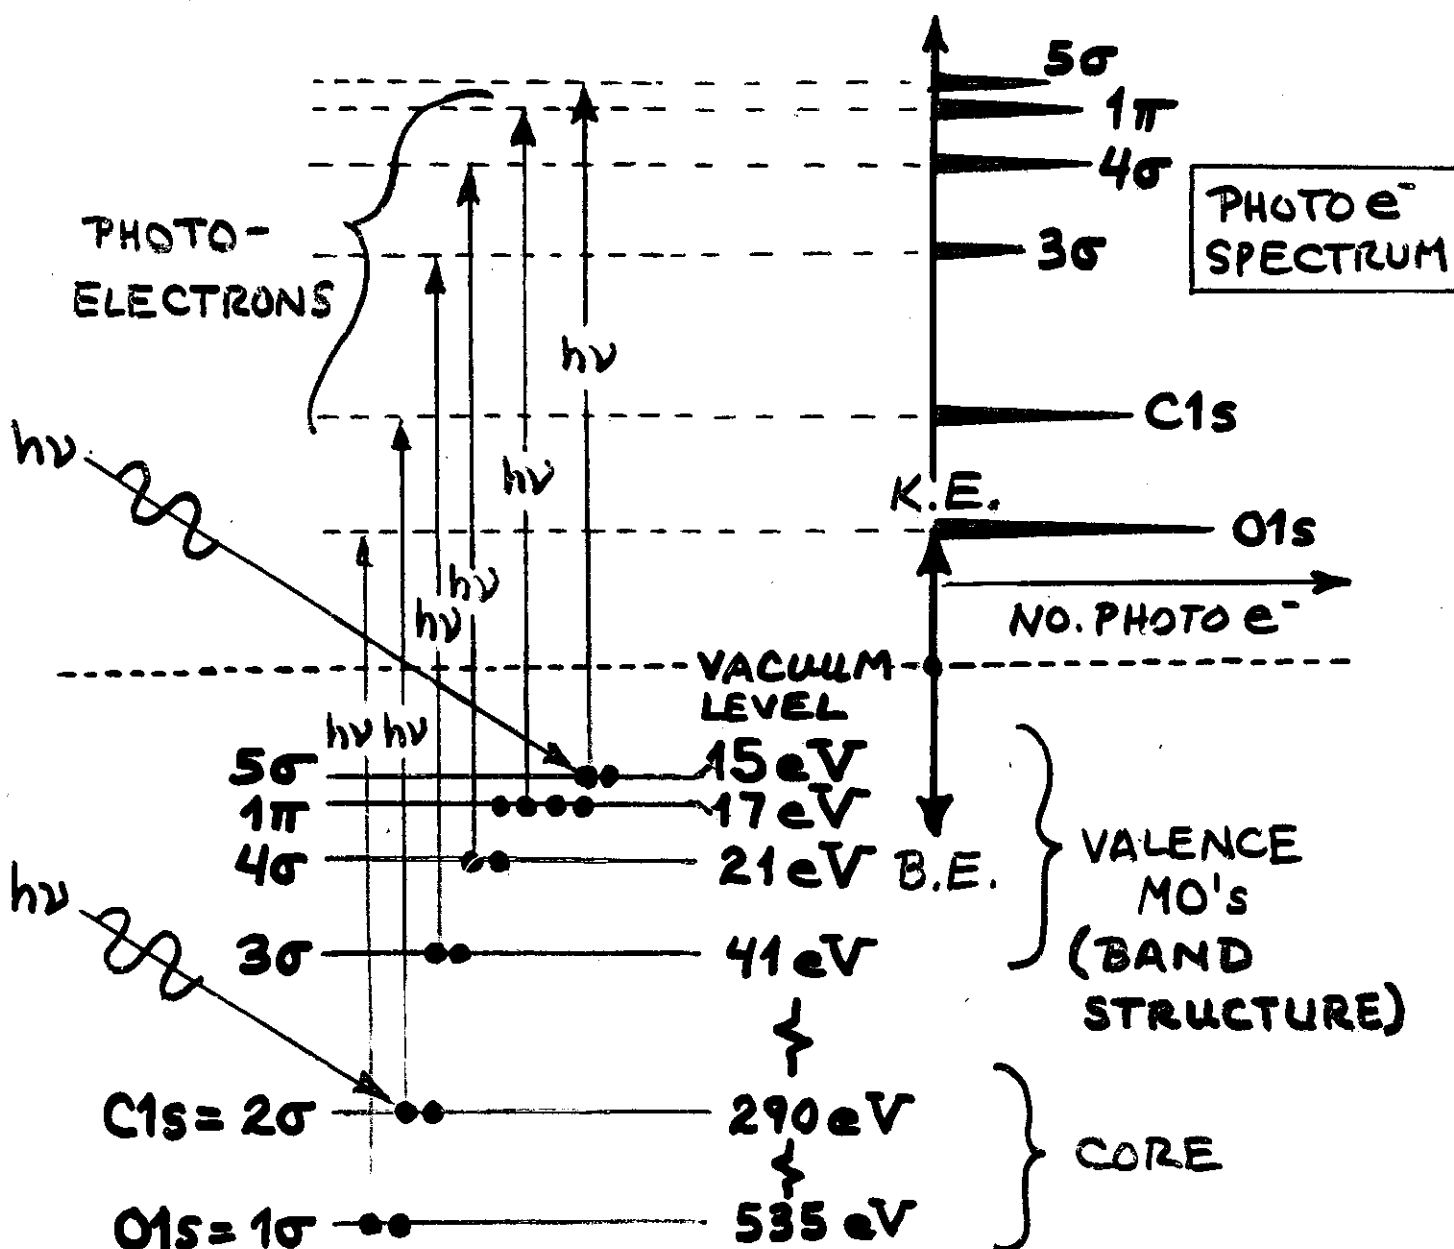 5σ
1π
4σ
PHOTO e⁻
SPECTRUM
3σ
PHOTO-
ELECTRONS
hν
C1s
hν
hν
K.E.
O1s
hν
hν
NO. PHOTO e⁻
VACUUM
LEVEL
hν hν
5σ 15 eV
1π 17 eV
4σ 21 eV
B.E.
VALENCE
MO's
(BAND
STRUCTURE)
hν
3σ 41 eV
C1s = 2σ 290 eV
CORE
O1s = 1σ 535 eV